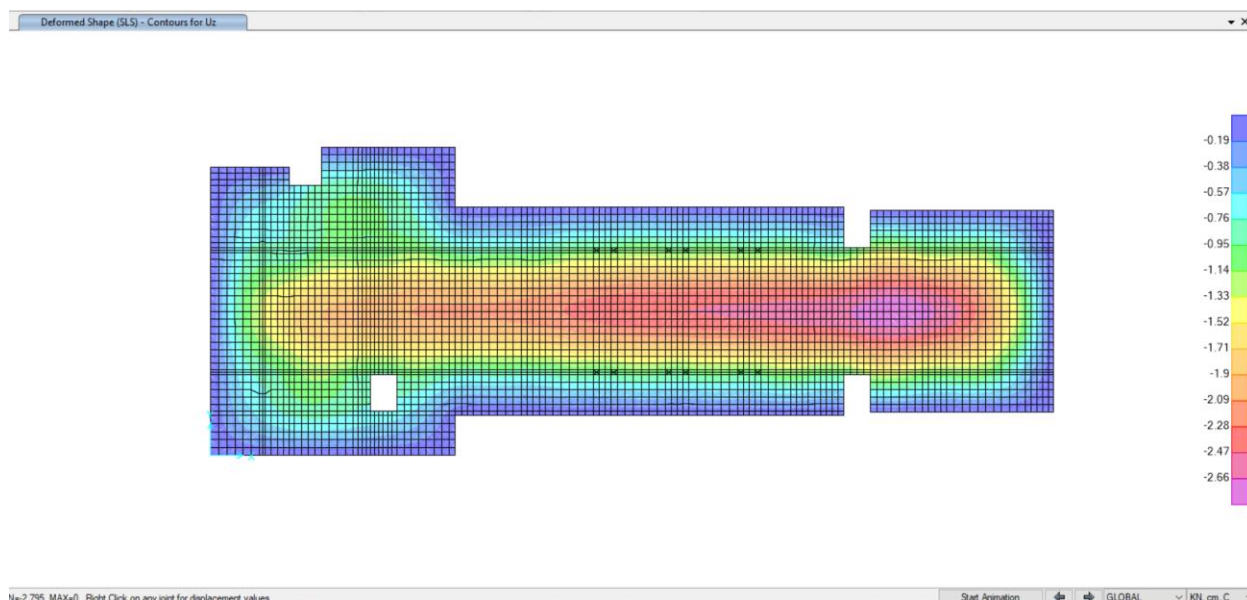 Deformed Shape (SLS) - Contours for Uz
-0.19
-0.38
-0.57
-0.76
-0.95
-1.14
-1.33
-1.52
-1.71
-1.9
-2.09
-2.28
-2.47
-2.66
Y
X
N=-2.795, MAX=0, Right Click on any joint for displacement values
Start Animation
GLOBAL
KN, cm, C